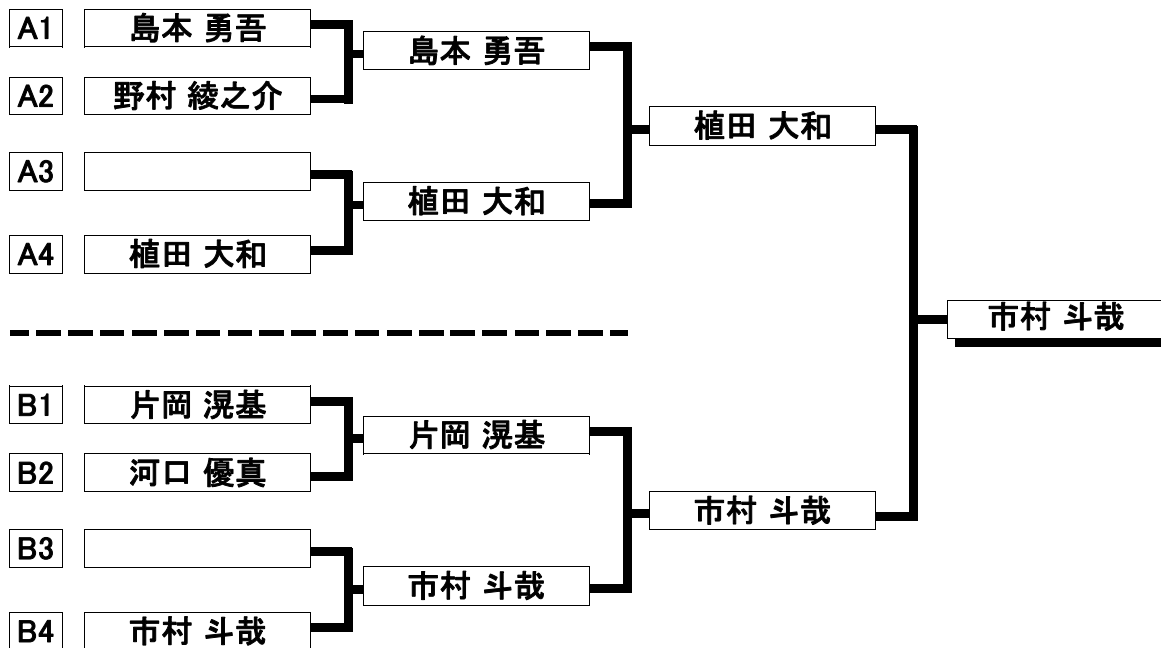 A1 島本 勇吾
島本 勇吾
A2 野村 綾之介
植田 大和
A3
植田 大和
A4 植田 大和
市村 斗哉
B1 片岡 滉基
片岡 滉基
B2 河口 優真
市村 斗哉
B3
市村 斗哉
B4 市村 斗哉